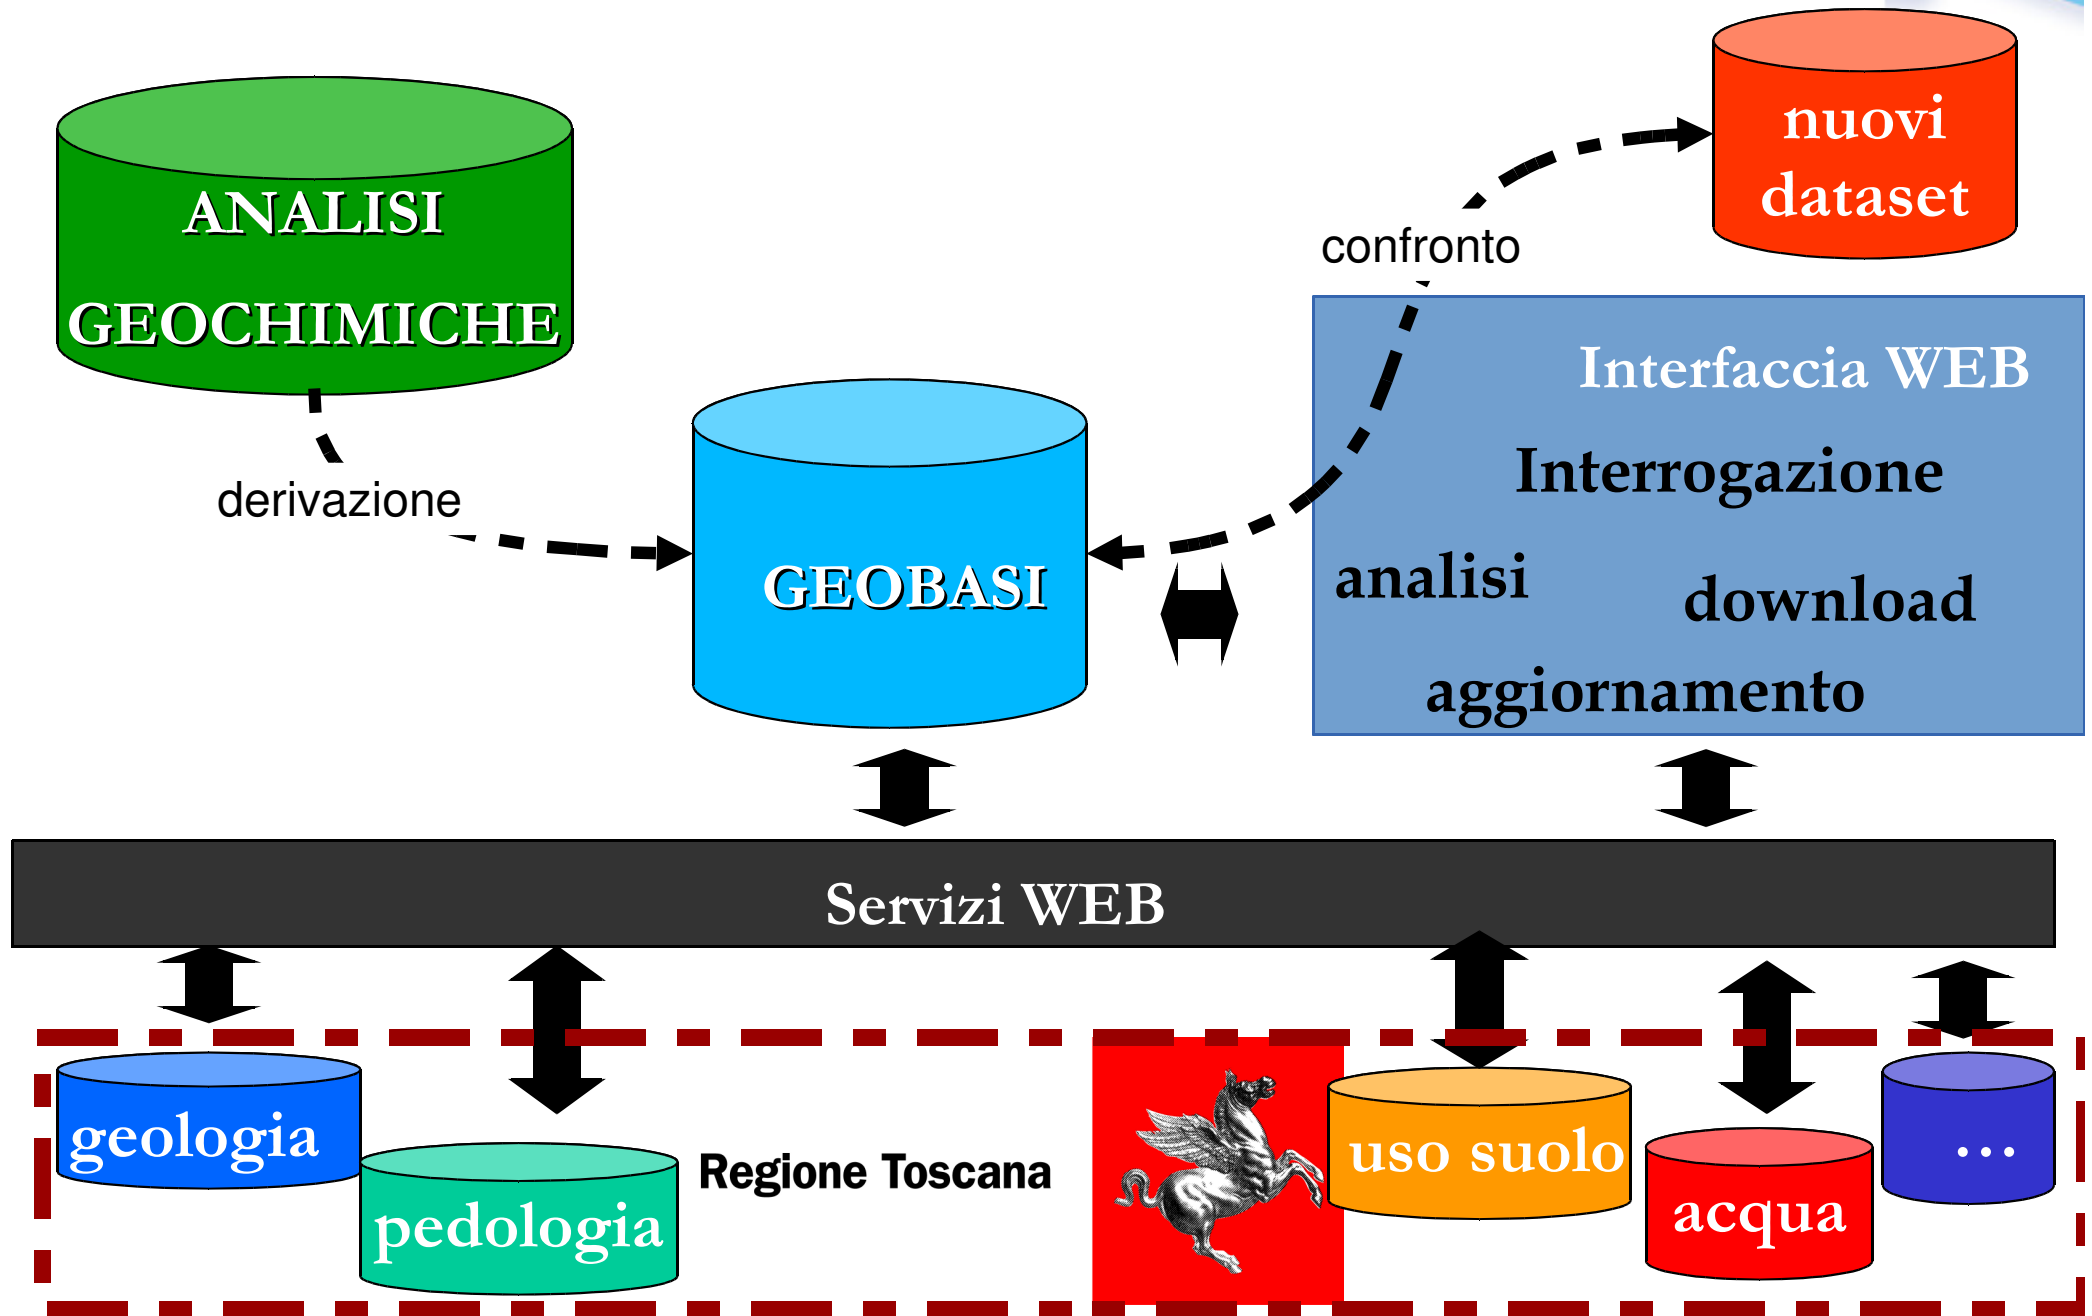 nuovi
dataset
ANALISI
GEOCHIMICHE
confronto
Interfaccia WEB
Interrogazione
derivazione
analisi
download
GEOBASI
aggiornamento
Servizi WEB
geologia
pedologia
Regione Toscana
uso suolo
acqua
...